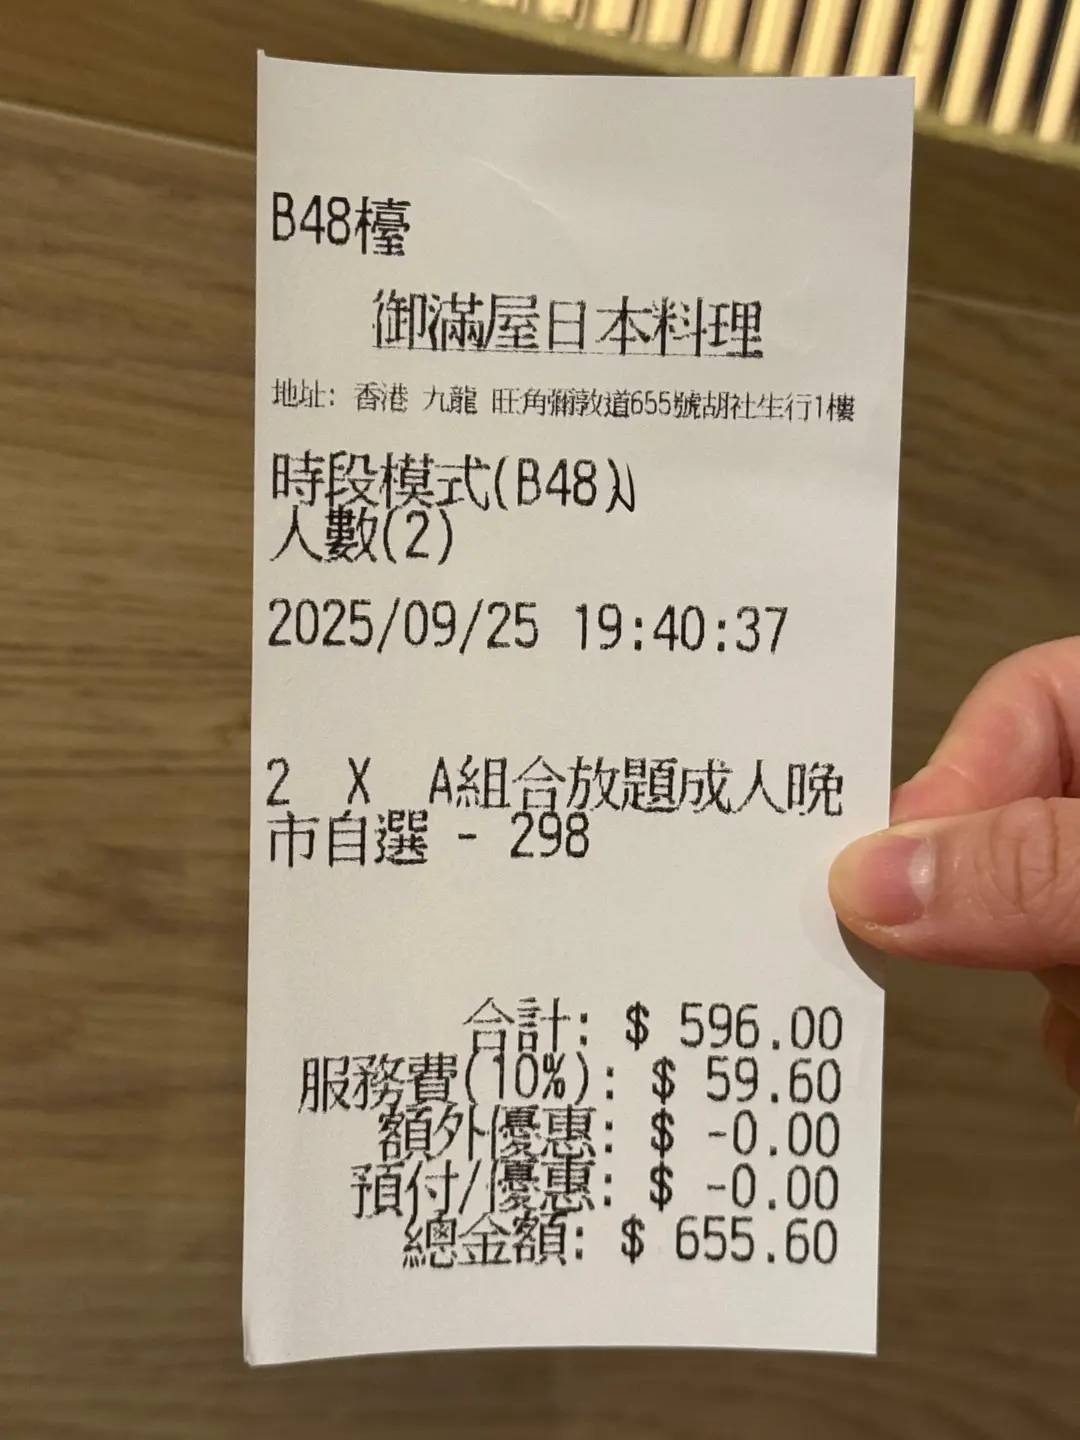 B48檯
御滿屋日本料理
地址: 香港 九龍 旺角彌敦道655號胡社生行1樓
時段模式(B48)
人數(2)
2025/09/25 19:40:37
2 X A組合放題成人晚
市自選 - 298
合計: $ 596.00
服務費(10%): $ 59.60
額外優惠: $ -0.00
預付/優惠: $ -0.00
總金額: $ 655.60